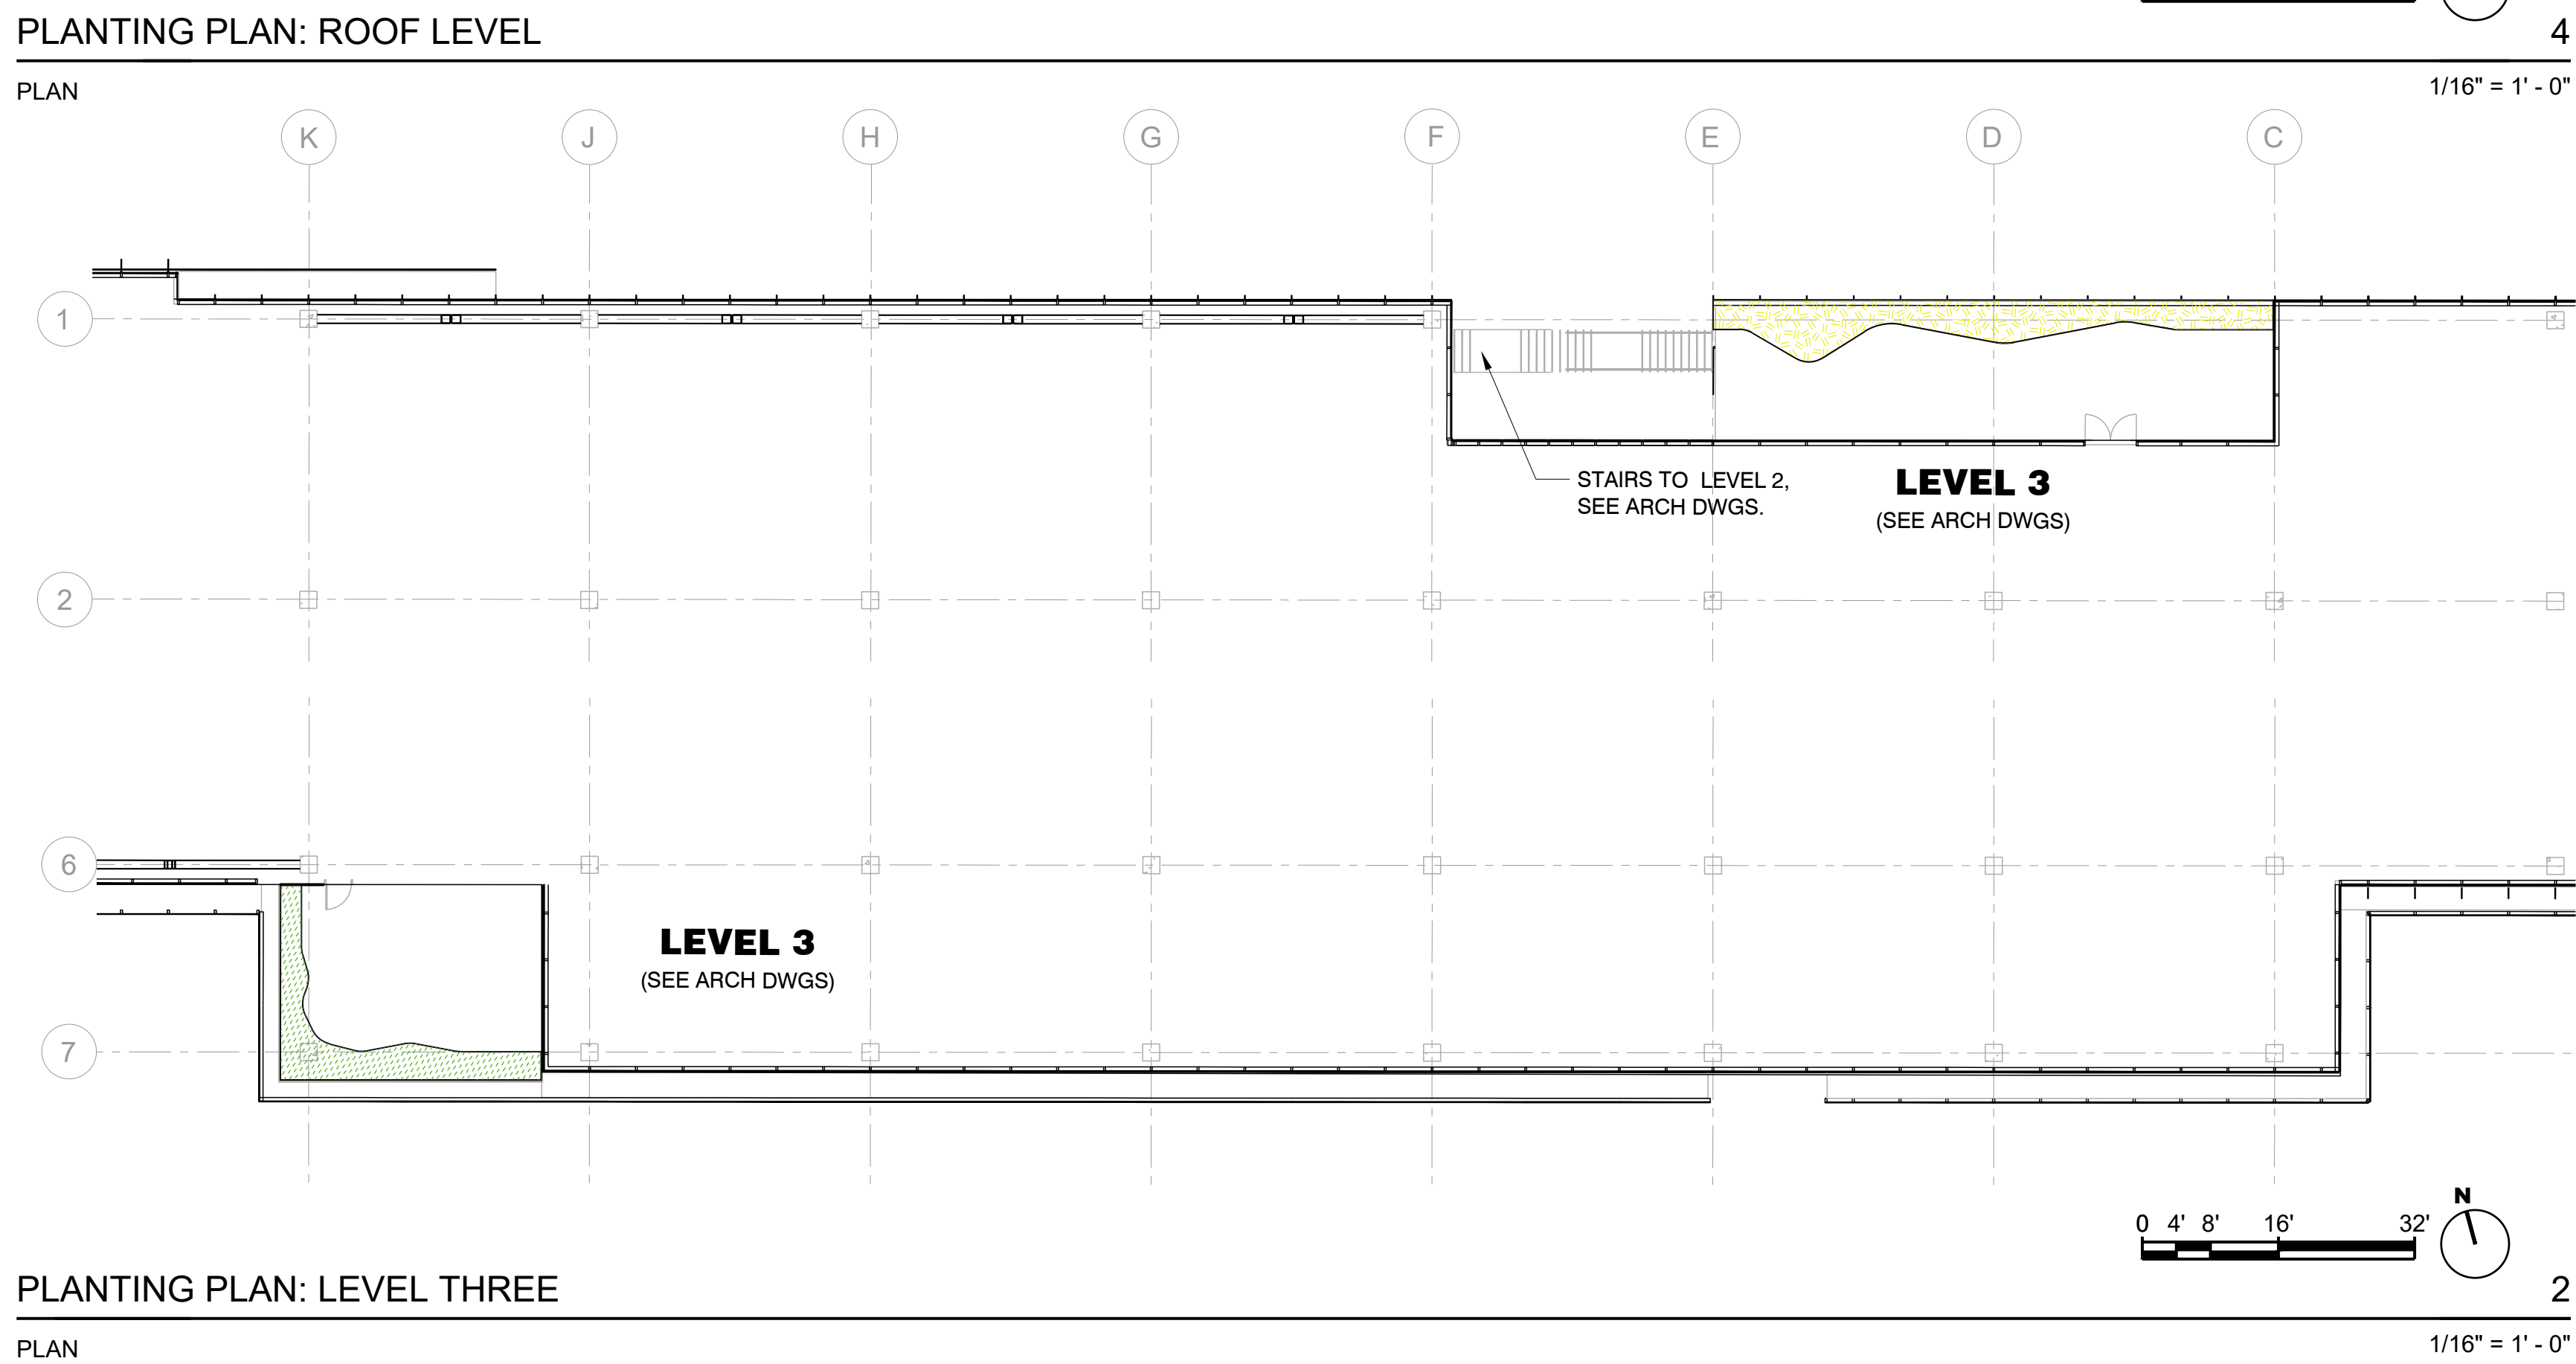 PLANTING PLAN: ROOF LEVEL
4
PLAN
1/16" = 1' - 0"
K
J
H
G
F
E
D
C
1
STAIRS TO LEVEL 2,
SEE ARCH DWGS.
LEVEL 3
(SEE ARCH DWGS)
2
6
LEVEL 3
(SEE ARCH DWGS)
7
N
0 4' 8' 16' 32'
PLANTING PLAN: LEVEL THREE
2
PLAN
1/16" = 1' - 0"